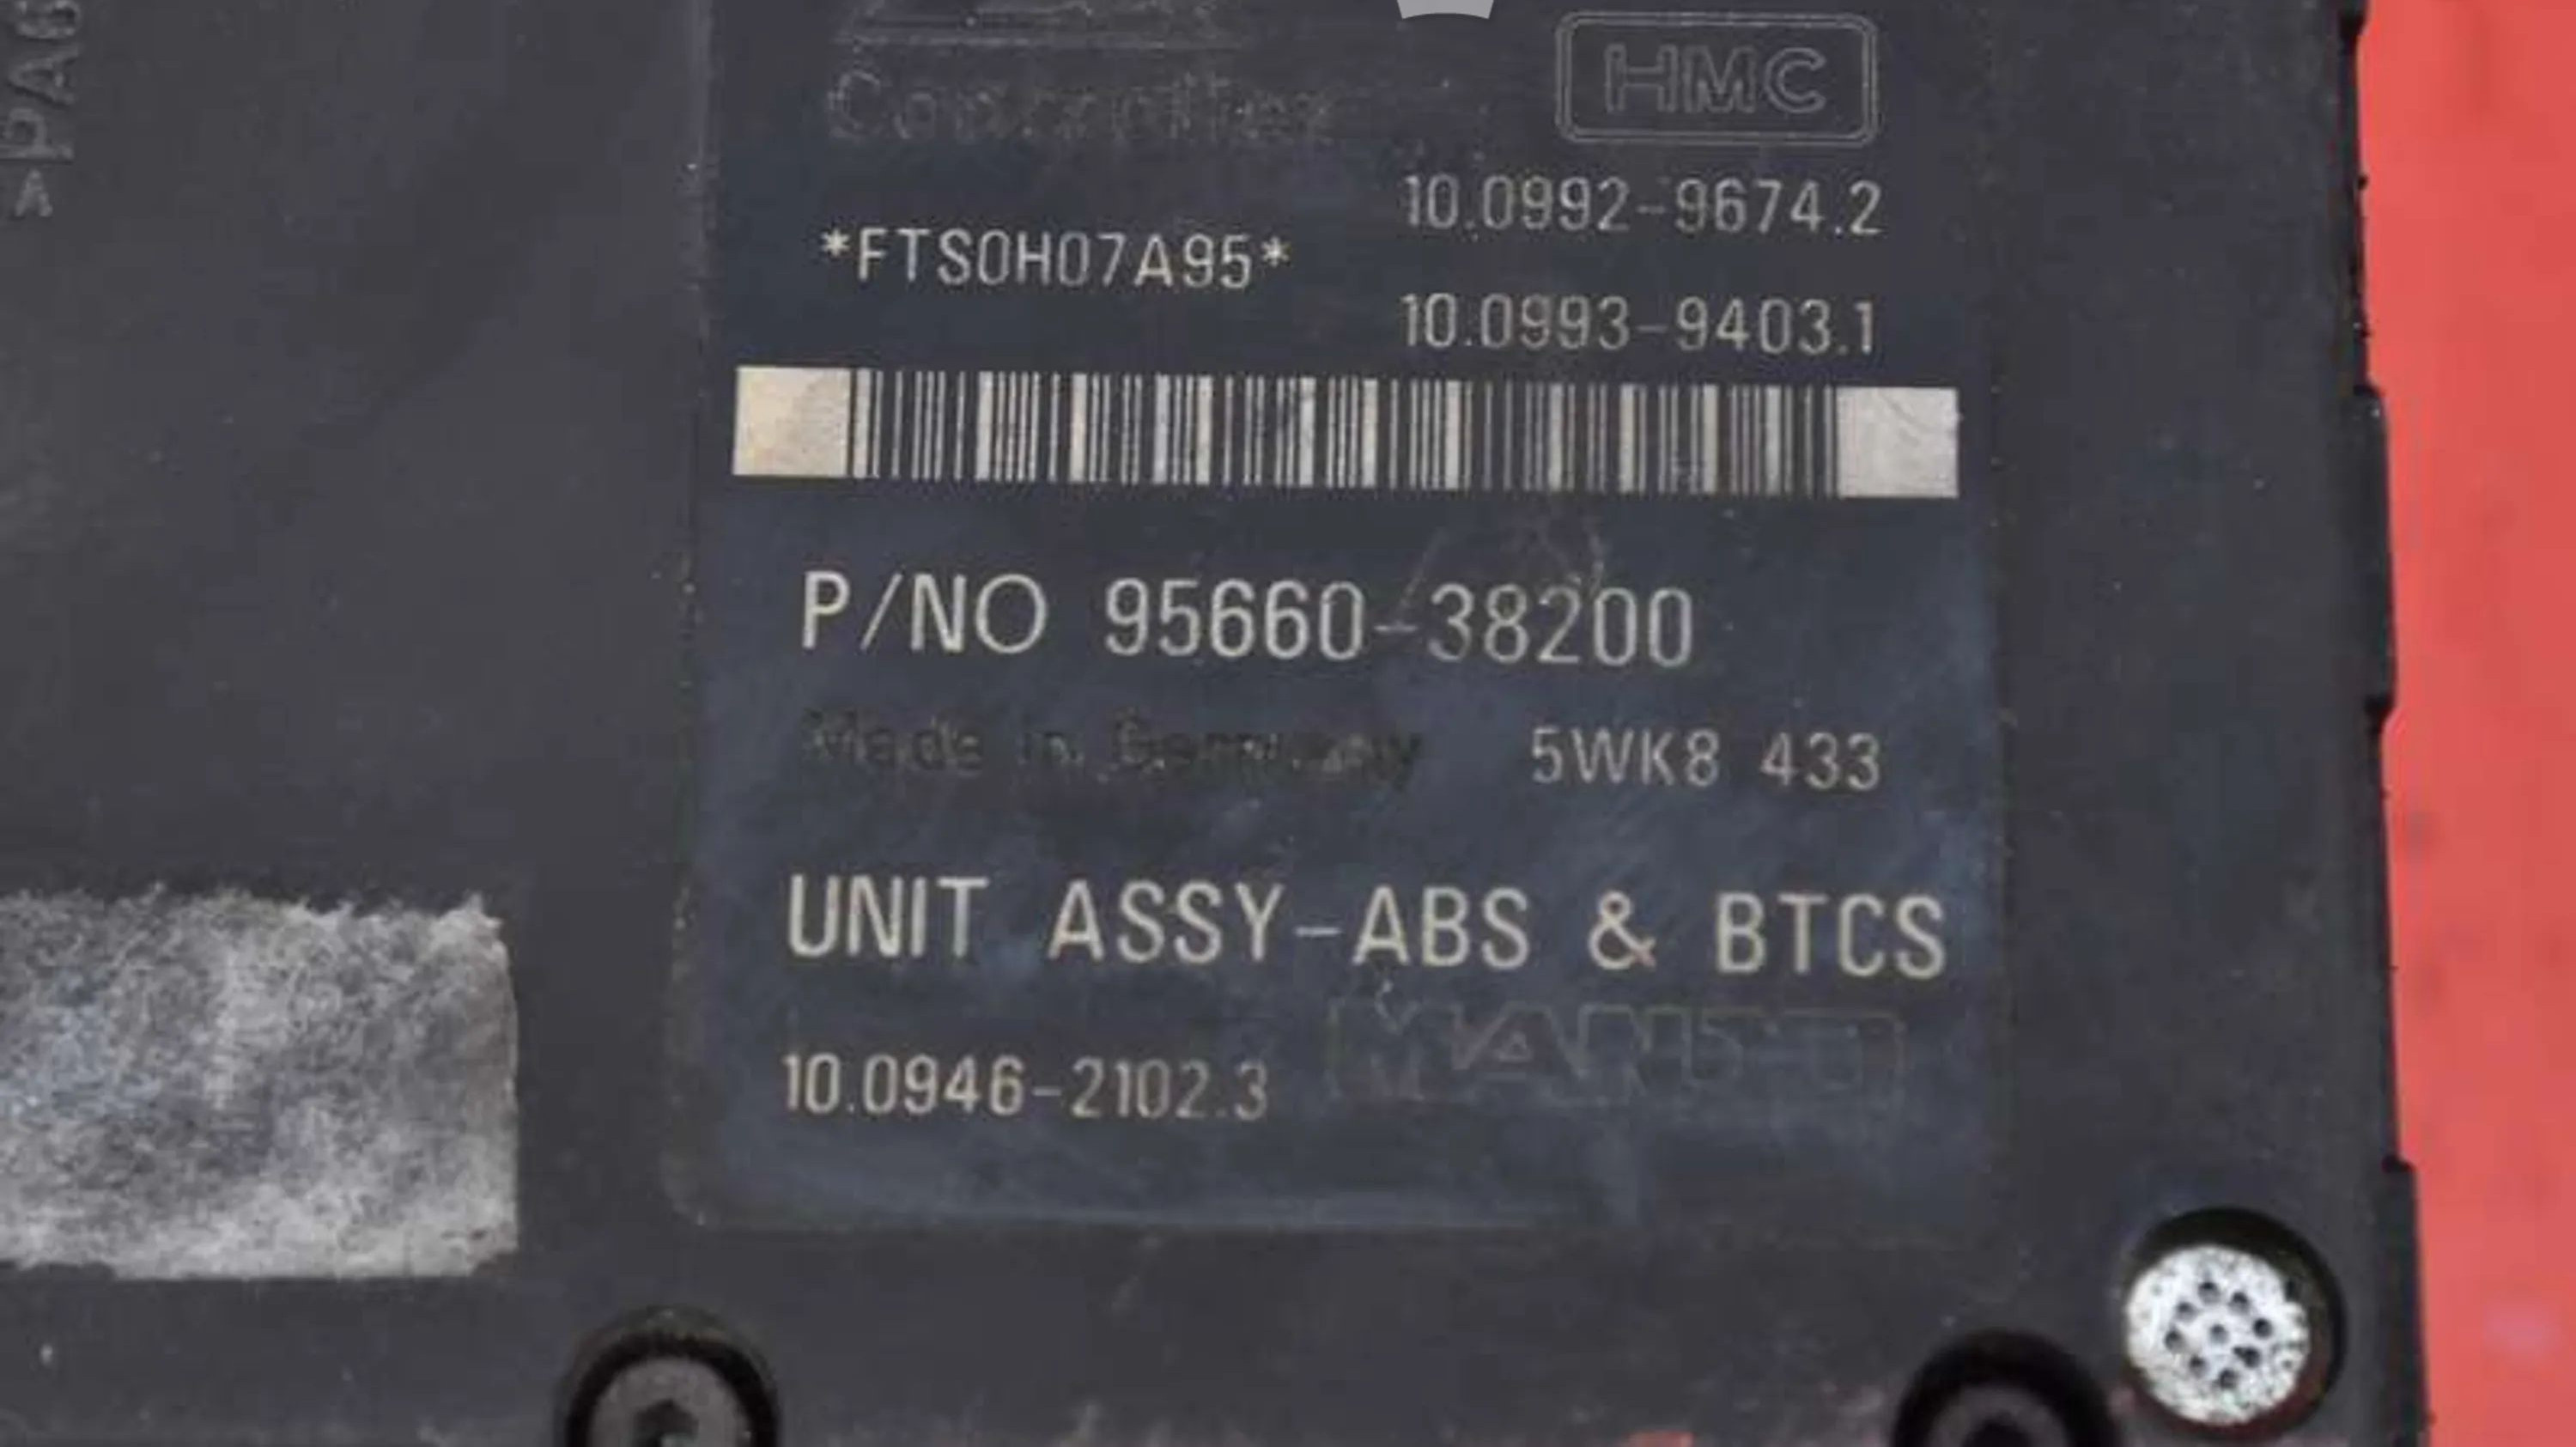 Controller
HMC
10.0992-9674.2
*FTS0H07A95*
10.0993-9403.1
P/NO 95660-38200
Made in Germany 5WK8 433
UNIT ASSY-ABS & BTCS
10.0946-2102.3 MANDO